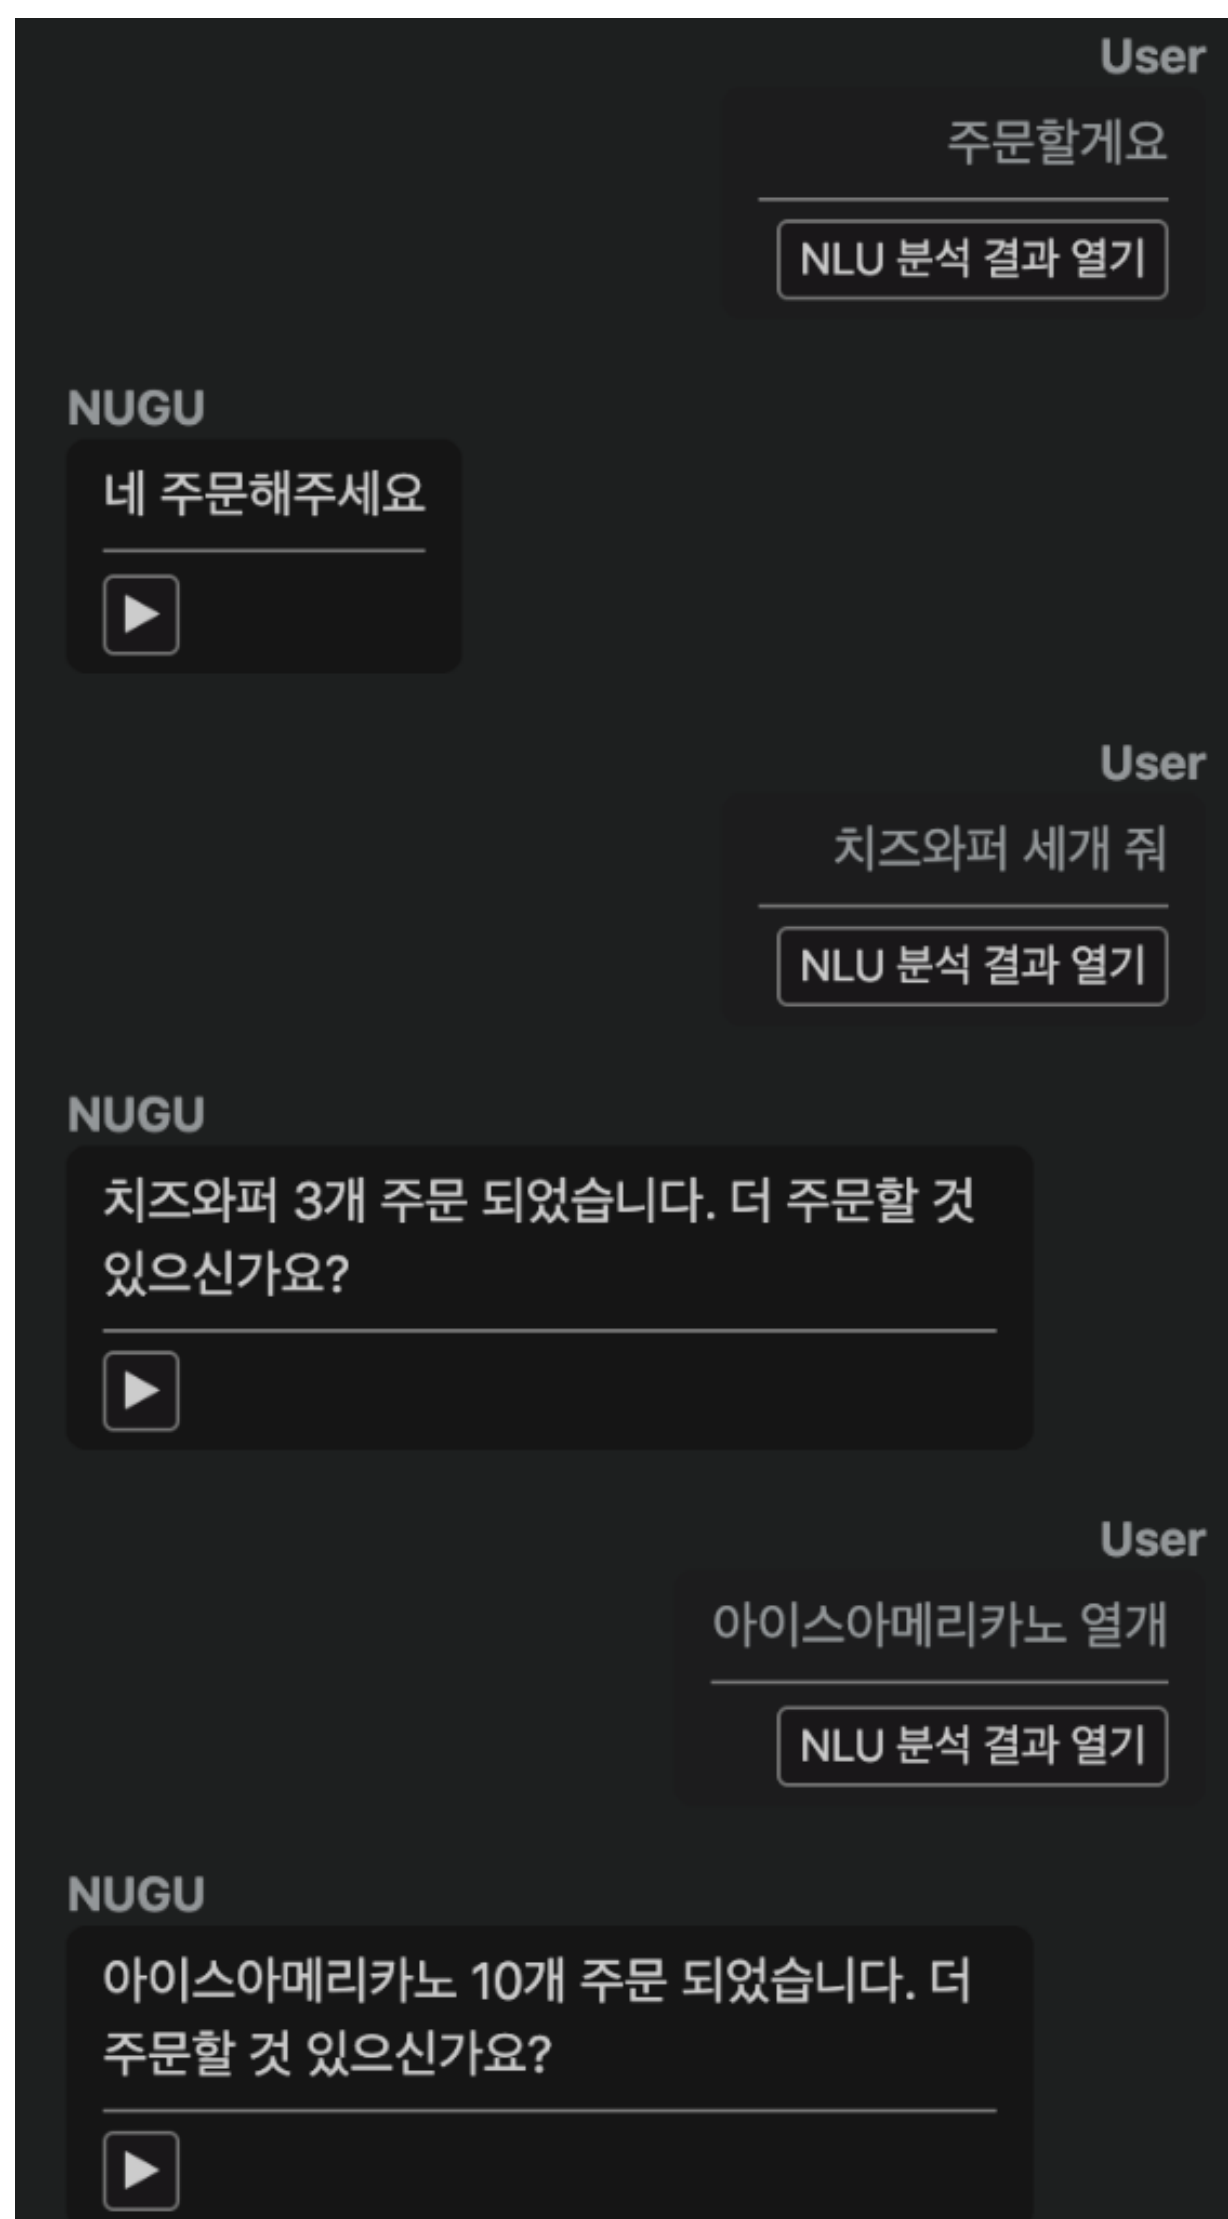 User
주문할게요
NLU 분석 결과 열기
NUGU
네 주문해주세요
User
치즈와퍼 세개 줘
NLU 분석 결과 열기
NUGU
치즈와퍼 3개 주문 되었습니다. 더 주문할 것
있으신가요?
User
아이스아메리카노 열개
NLU 분석 결과 열기
NUGU
아이스아메리카노 10개 주문 되었습니다. 더
주문할 것 있으신가요?